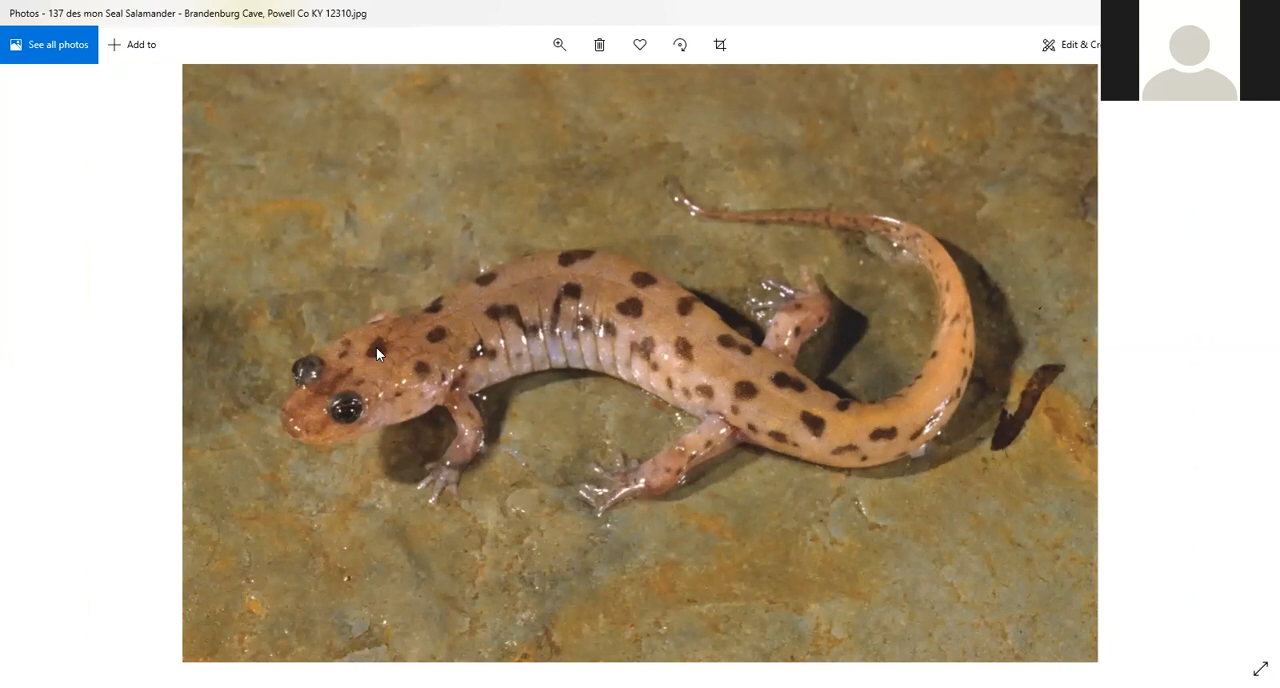 Photos - 137 des mon Seal Salamander - Brandenburg Cave, Powell Co KY 12310.jpg
See all photos
Add to
Edit & Cr